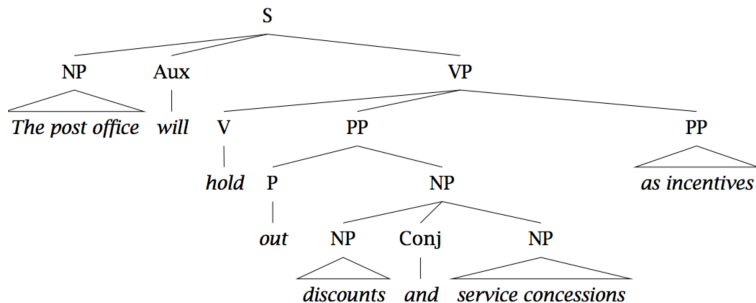 S
NP Aux VP
The post office will V PP PP
hold P NP as incentives
out NP Conj NP
discounts and service concessions